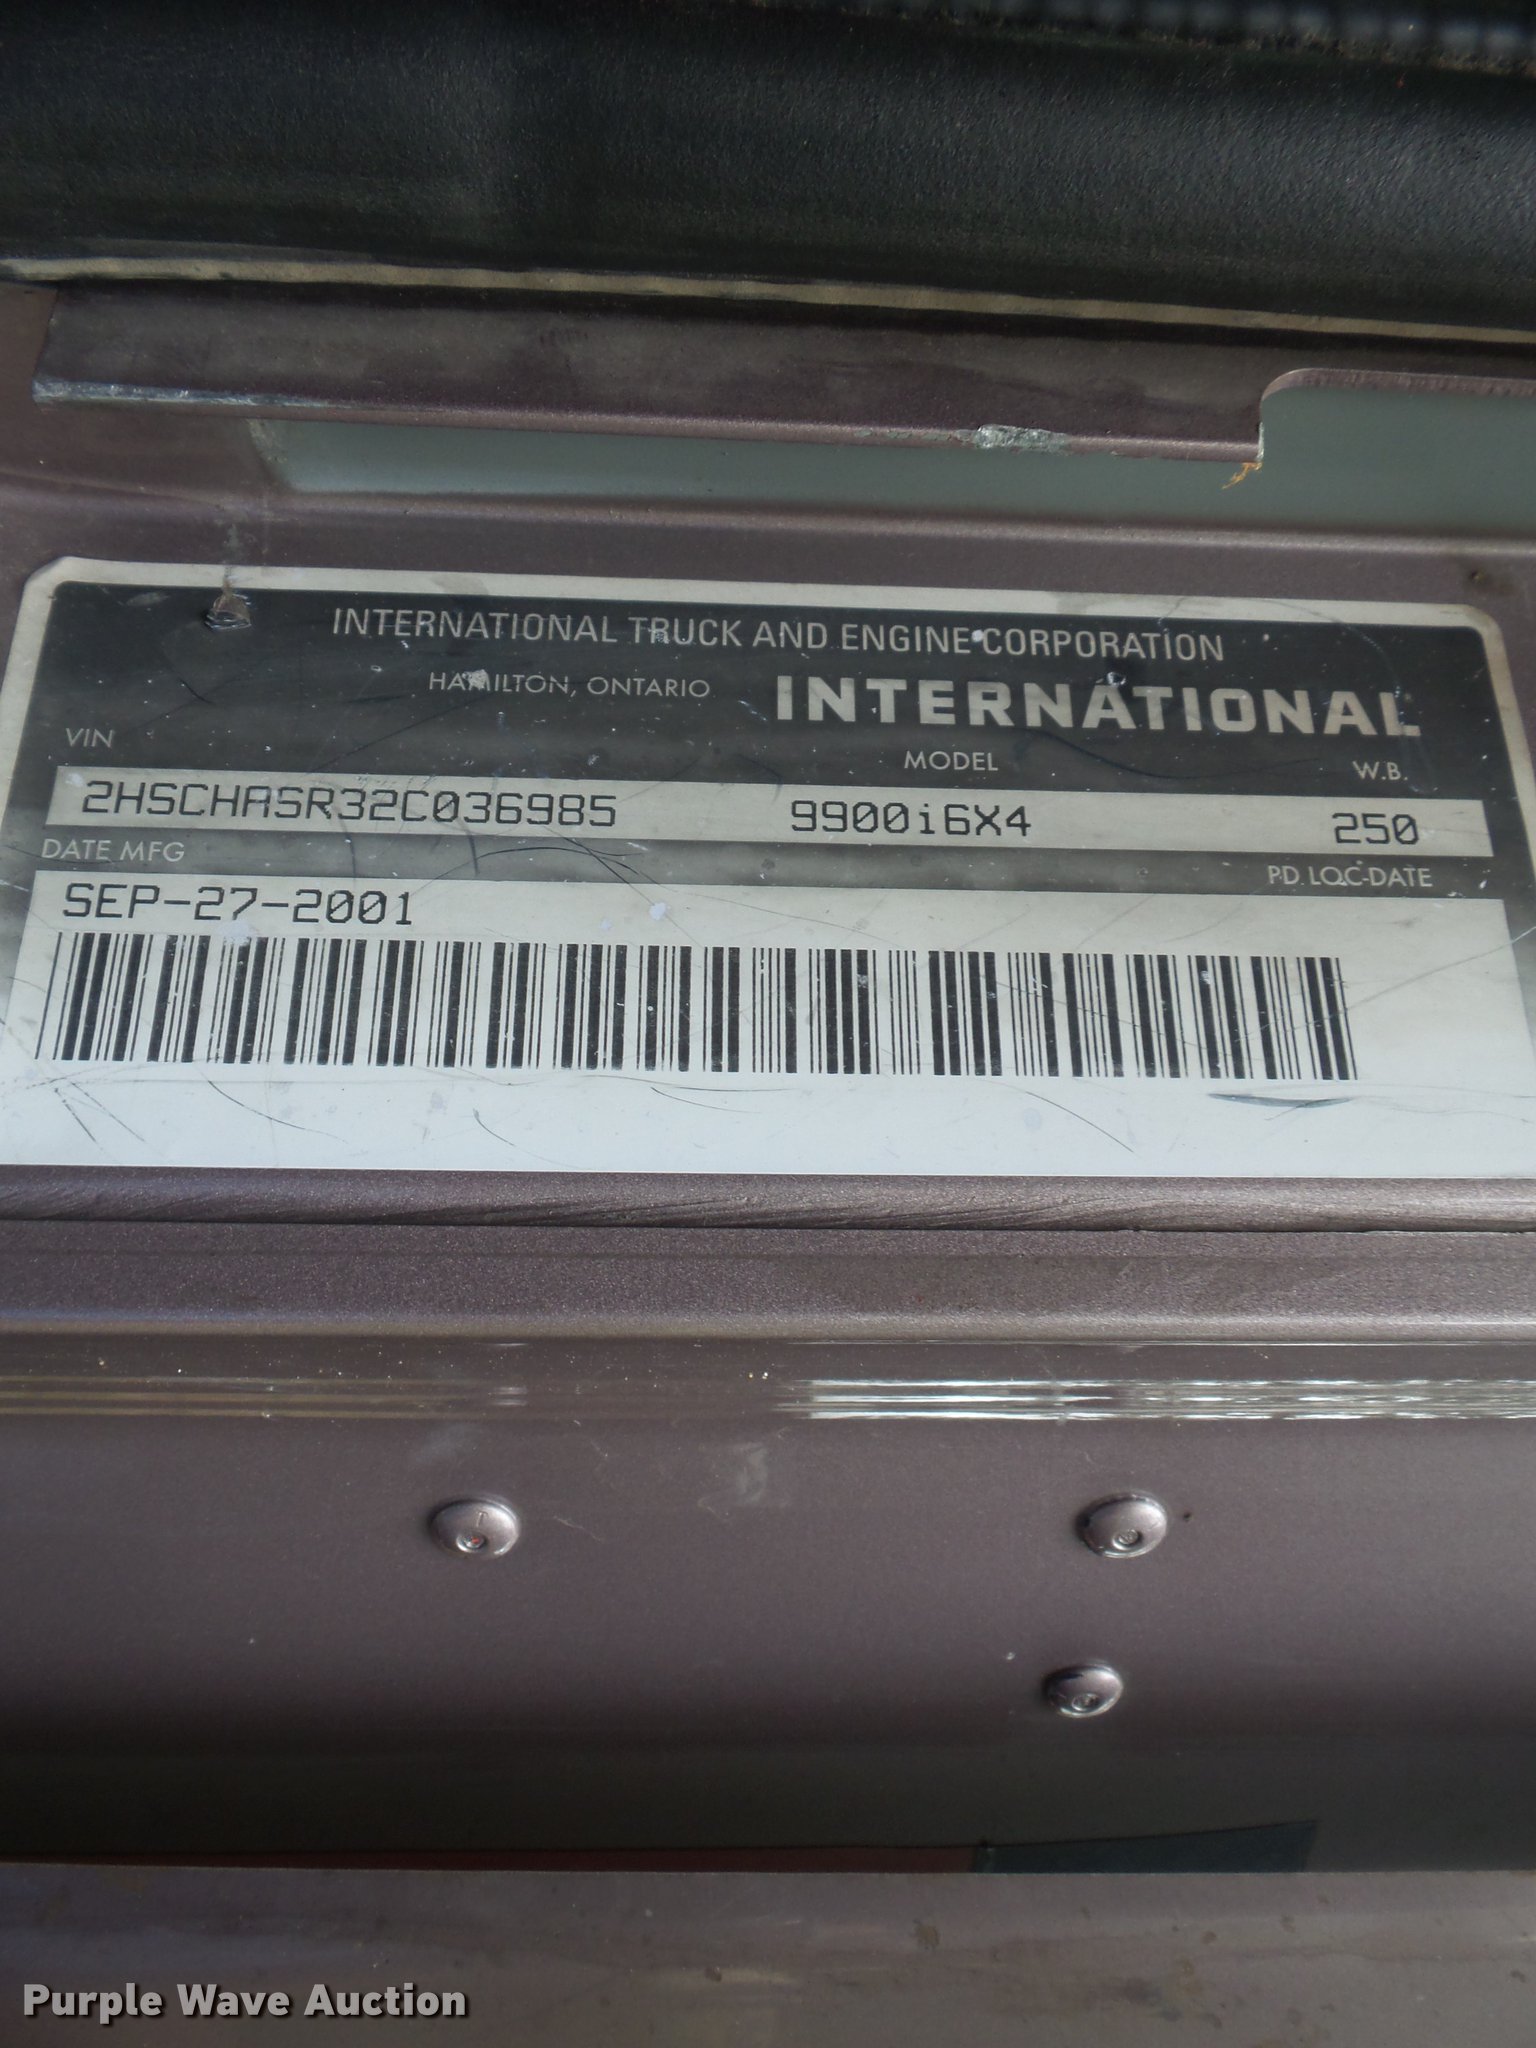 INTERNATIONAL TRUCK AND ENGINE CORPORATION
HAMILTON, ONTARIO INTERNATIONAL
VIN MODEL W.B.
2HSCHASR32C036985 9900i6X4 250
DATE MFG PD. LOC-DATE
SEP-27-2001
Purple Wave Auction